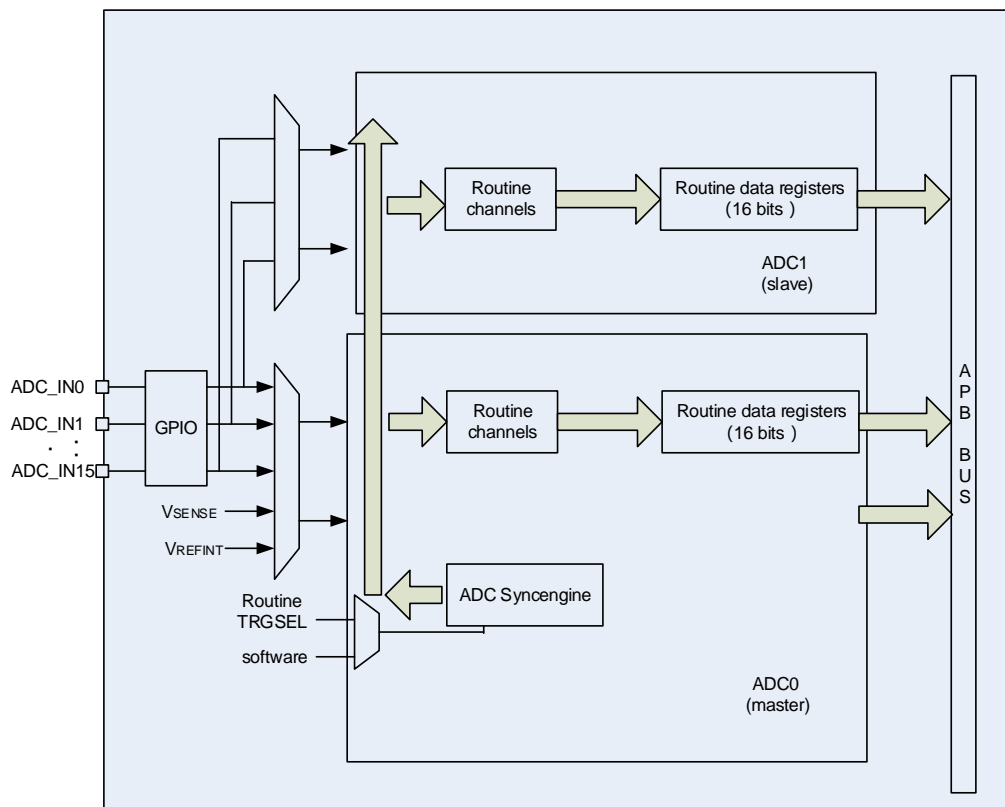 Routine
channels
Routine data registers
(16 bits )
ADC1
(slave)
ADC_IN0
ADC_IN1
·
·
·
ADC_IN15
GPIO
VSENSE
VREFINT
Routine
channels
Routine data registers
(16 bits )
A
P
B
B
U
S
Routine
TRGSEL
software
ADC Syncengine
ADC0
(master)